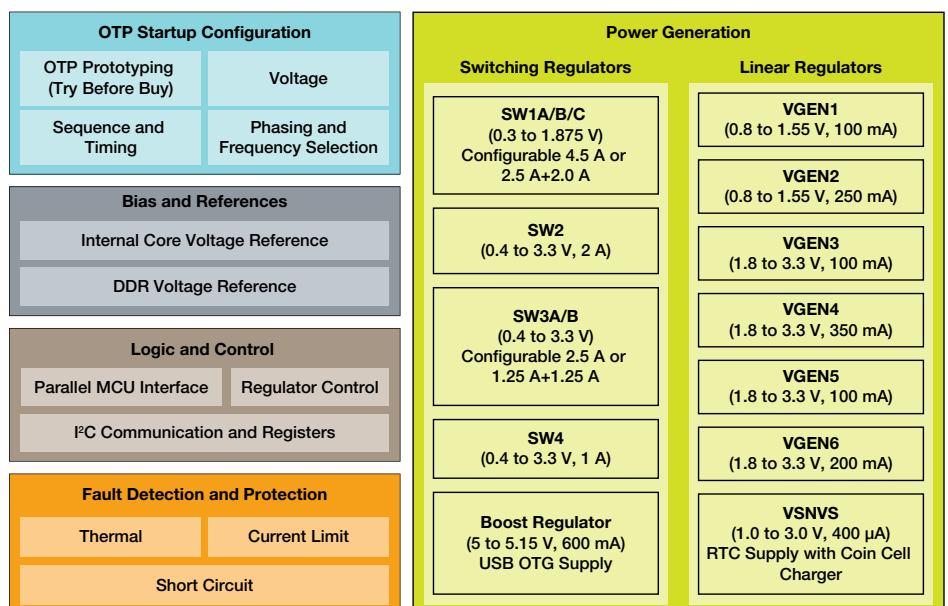 OTP Startup Configuration
OTP Prototyping
(Try Before Buy)
Voltage
Sequence and
Timing
Phasing and
Frequency Selection
Bias and References
Internal Core Voltage Reference
DDR Voltage Reference
Logic and Control
Parallel MCU Interface
Regulator Control
I²C Communication and Registers
Fault Detection and Protection
Thermal
Current Limit
Short Circuit
Power Generation
Switching Regulators
SW1A/B/C
(0.3 to 1.875 V)
Configurable 4.5 A or
2.5 A+2.0 A
SW2
(0.4 to 3.3 V, 2 A)
SW3A/B
(0.4 to 3.3 V)
Configurable 2.5 A or
1.25 A+1.25 A
SW4
(0.4 to 3.3 V, 1 A)
Boost Regulator
(5 to 5.15 V, 600 mA)
USB OTG Supply
Linear Regulators
VGEN1
(0.8 to 1.55 V, 100 mA)
VGEN2
(0.8 to 1.55 V, 250 mA)
VGEN3
(1.8 to 3.3 V, 100 mA)
VGEN4
(1.8 to 3.3 V, 350 mA)
VGEN5
(1.8 to 3.3 V, 100 mA)
VGEN6
(1.8 to 3.3 V, 200 mA)
VSNVS
(1.0 to 3.0 V, 400 µA)
RTC Supply with Coin Cell
Charger